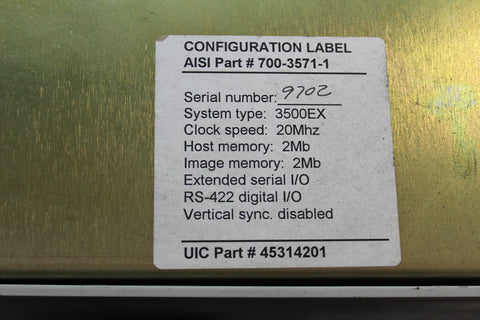 CONFIGURATION LABEL
AISI Part # 700-3571-1
Serial number: 9702
System type: 3500EX
Clock speed: 20Mhz
Host memory: 2Mb
Image memory: 2Mb
Extended serial I/O
RS-422 digital I/O
Vertical sync. disabled
UIC Part # 45314201